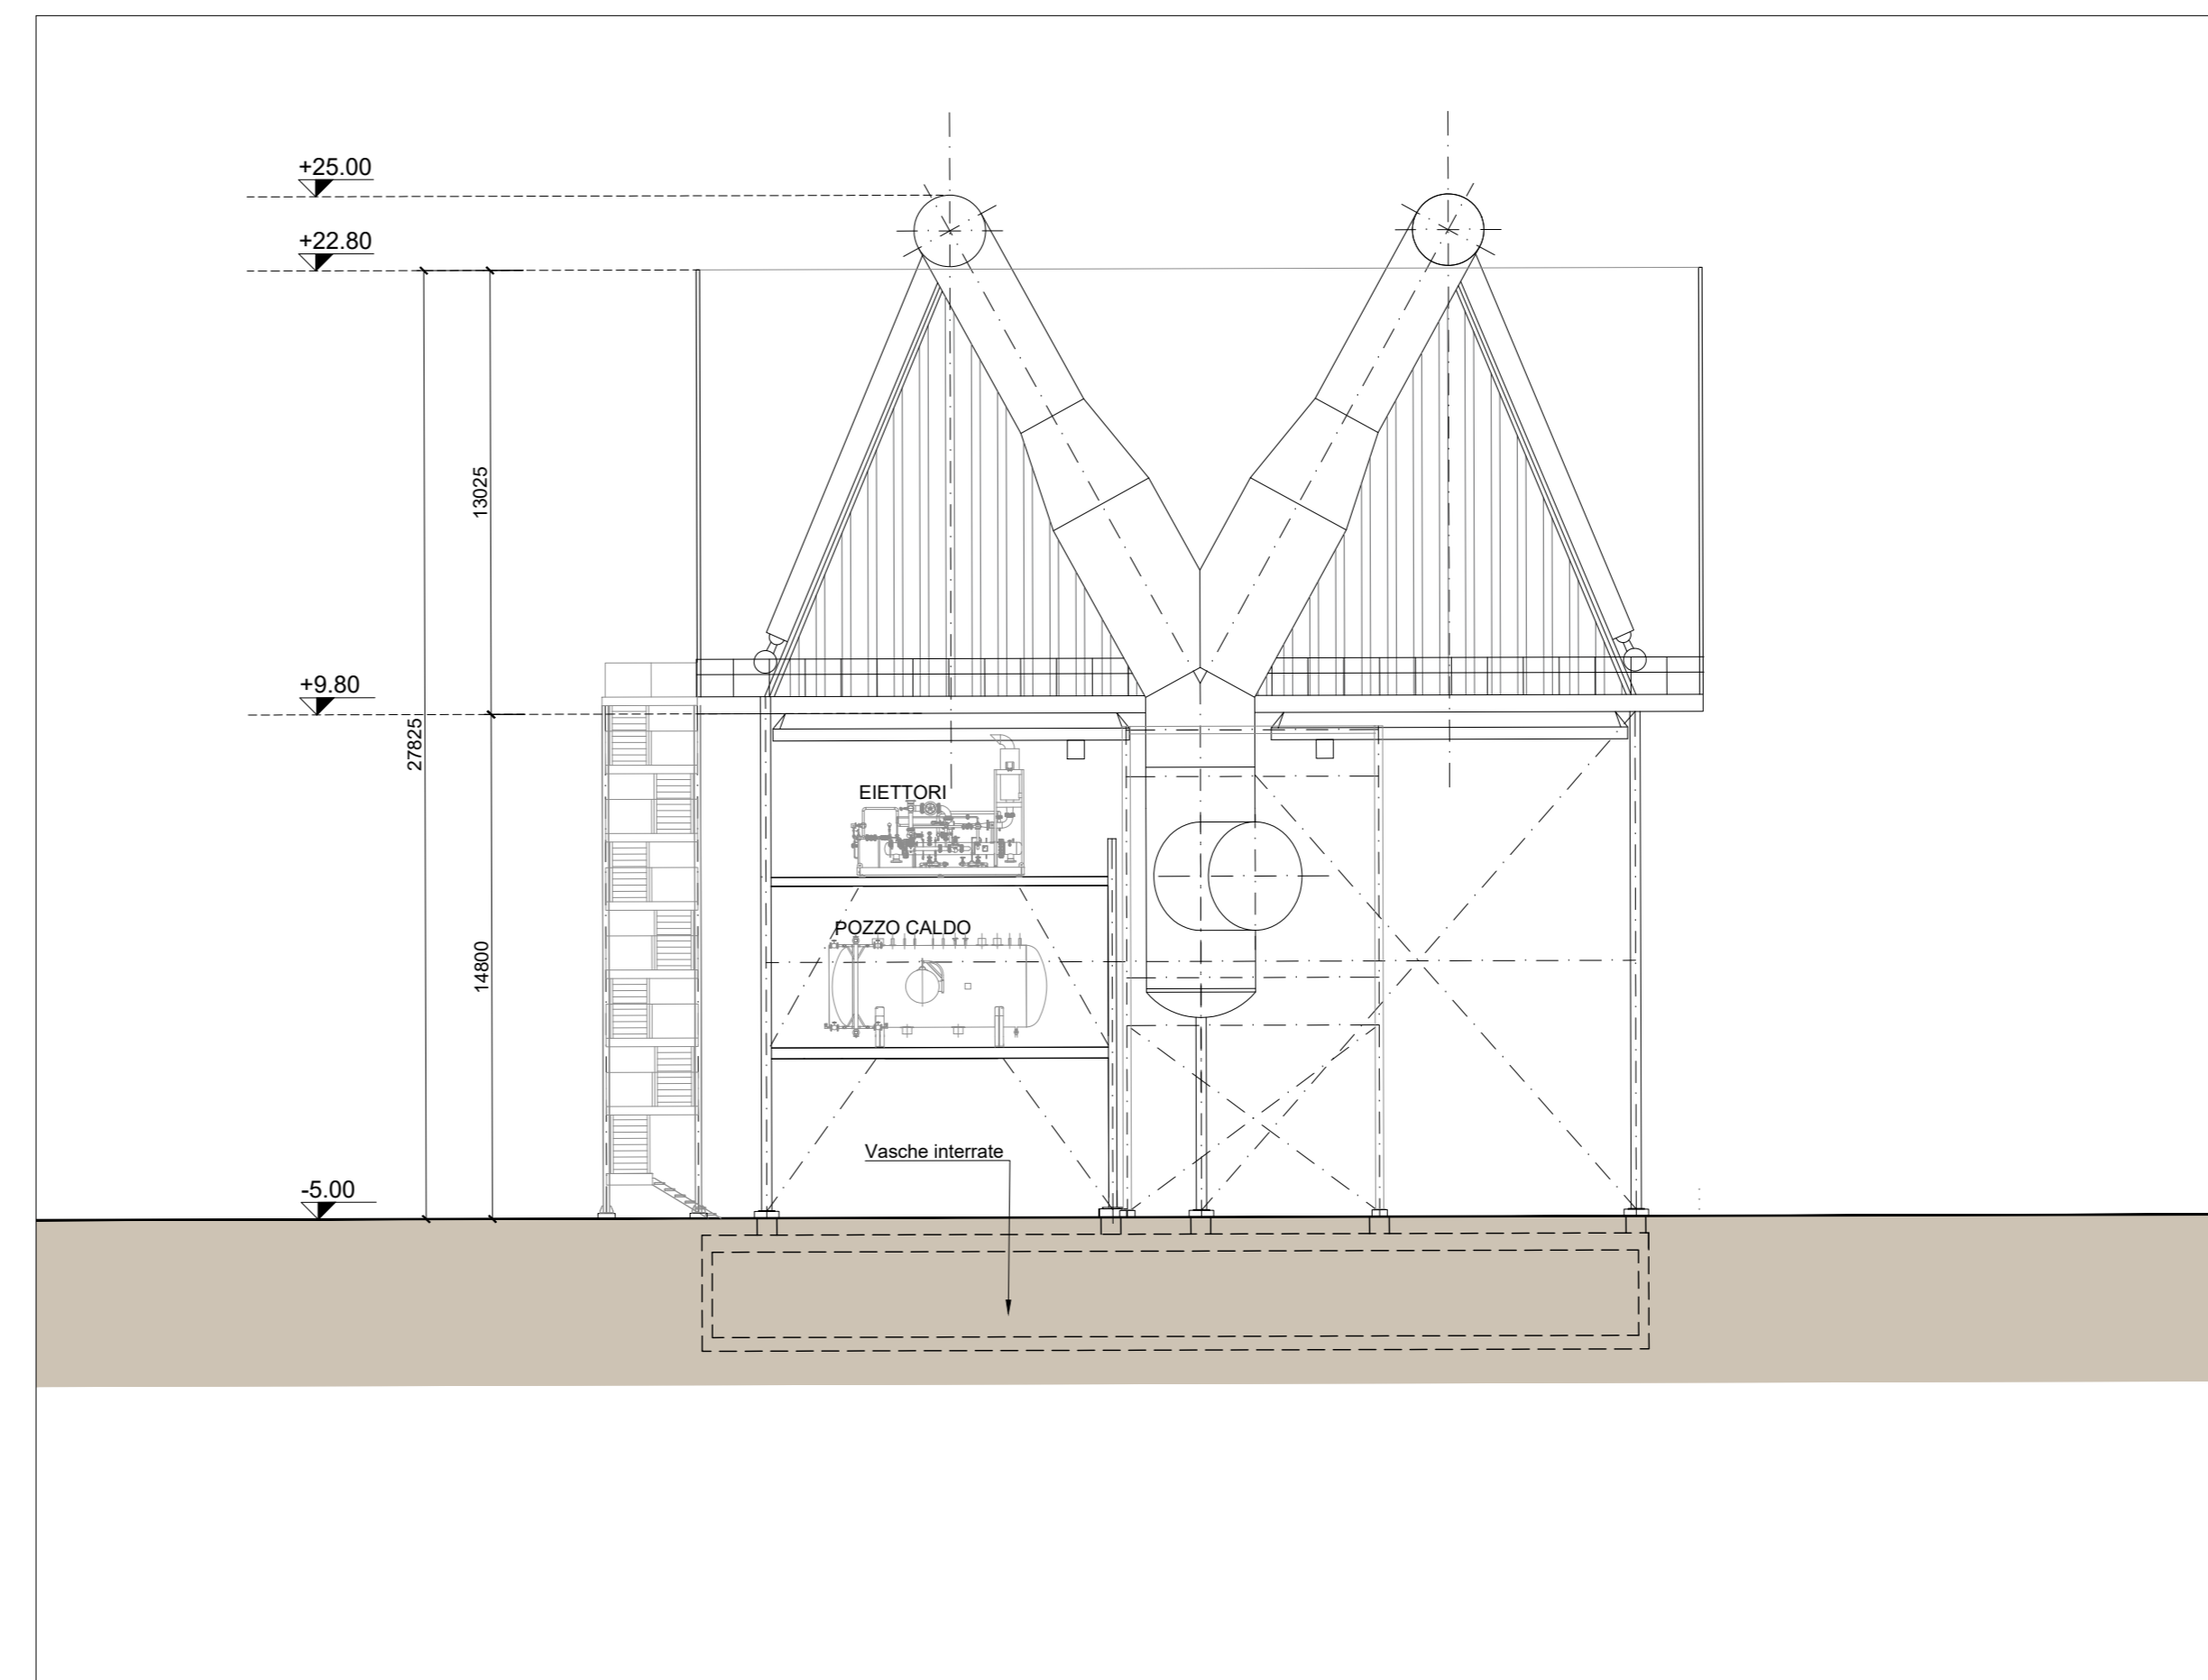 +25.00
+22.80
13025
+9.80
27825
EIETTORI
POZZO CALDO
14800
Vasche interrate
-5.00